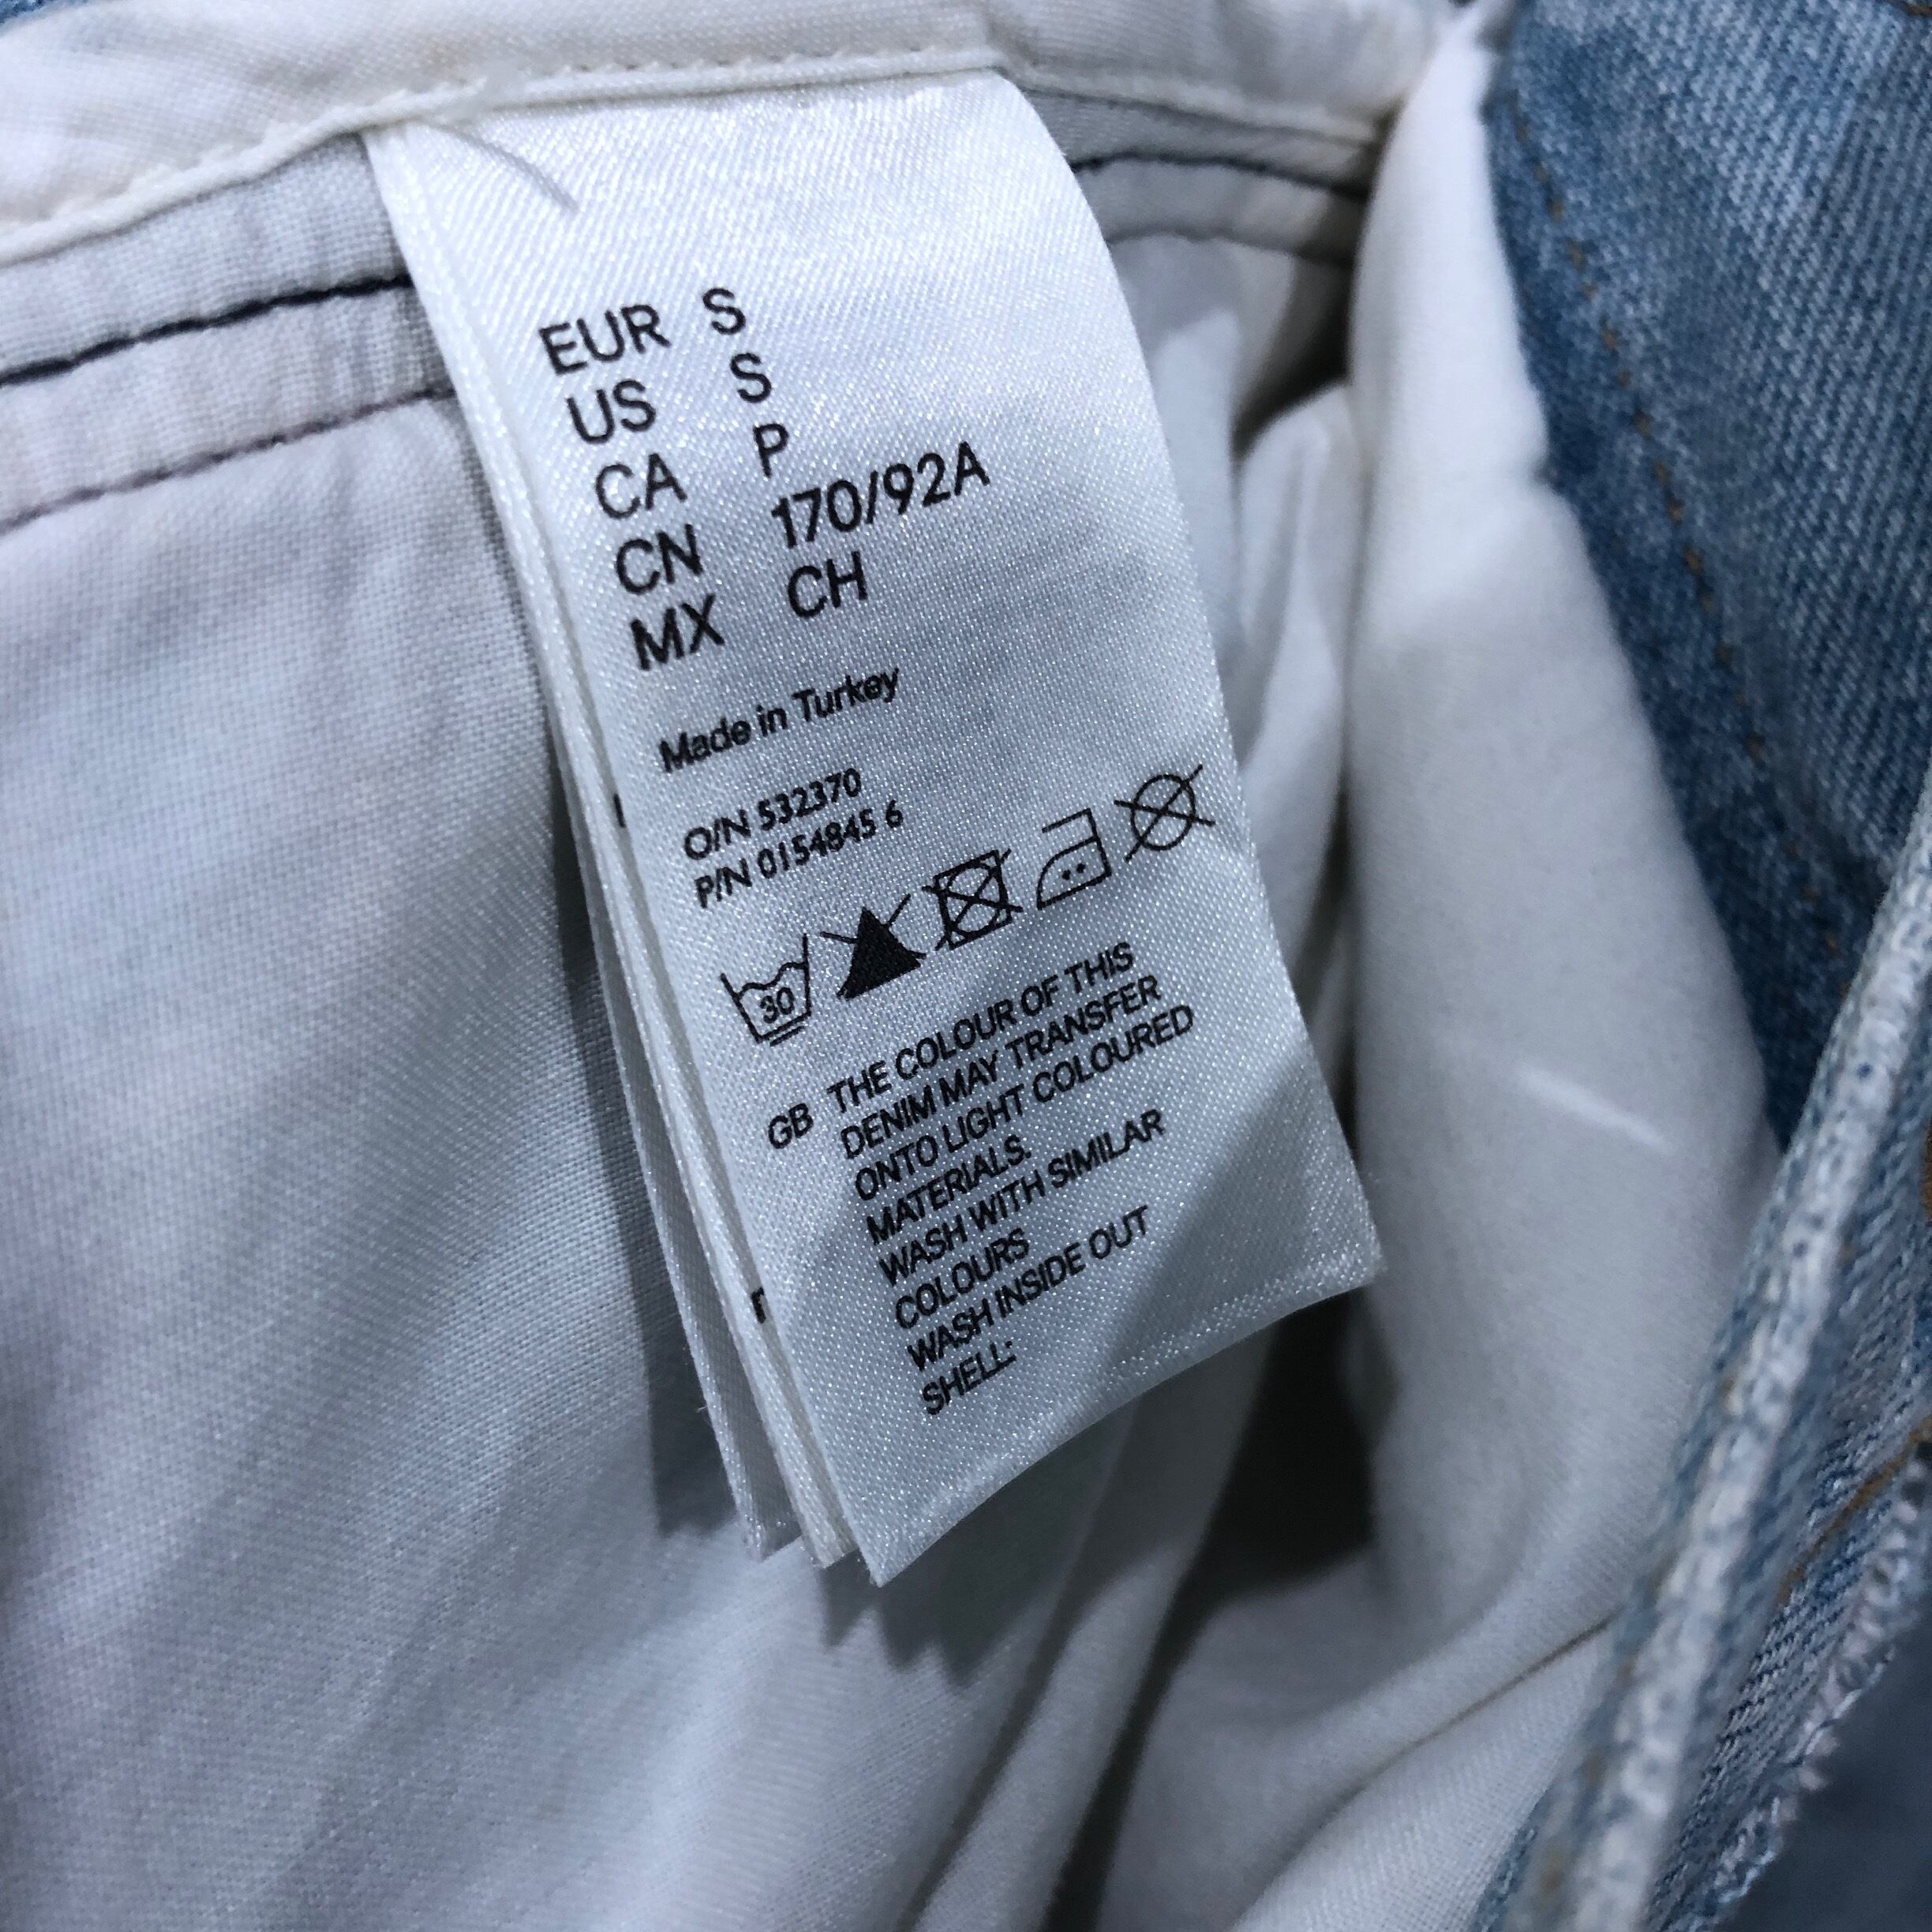 EUR S
US S
CA P
CN 170/92A
MX CH
Made in Turkey
O/N 532370
P/N 0154845 6
30
GB THE COLOUR OF THIS
DENIM MAY TRANSFER
ONTO LIGHT COLOURED
MATERIALS.
WASH WITH SIMILAR
COLOURS
WASH INSIDE OUT
SHELL: